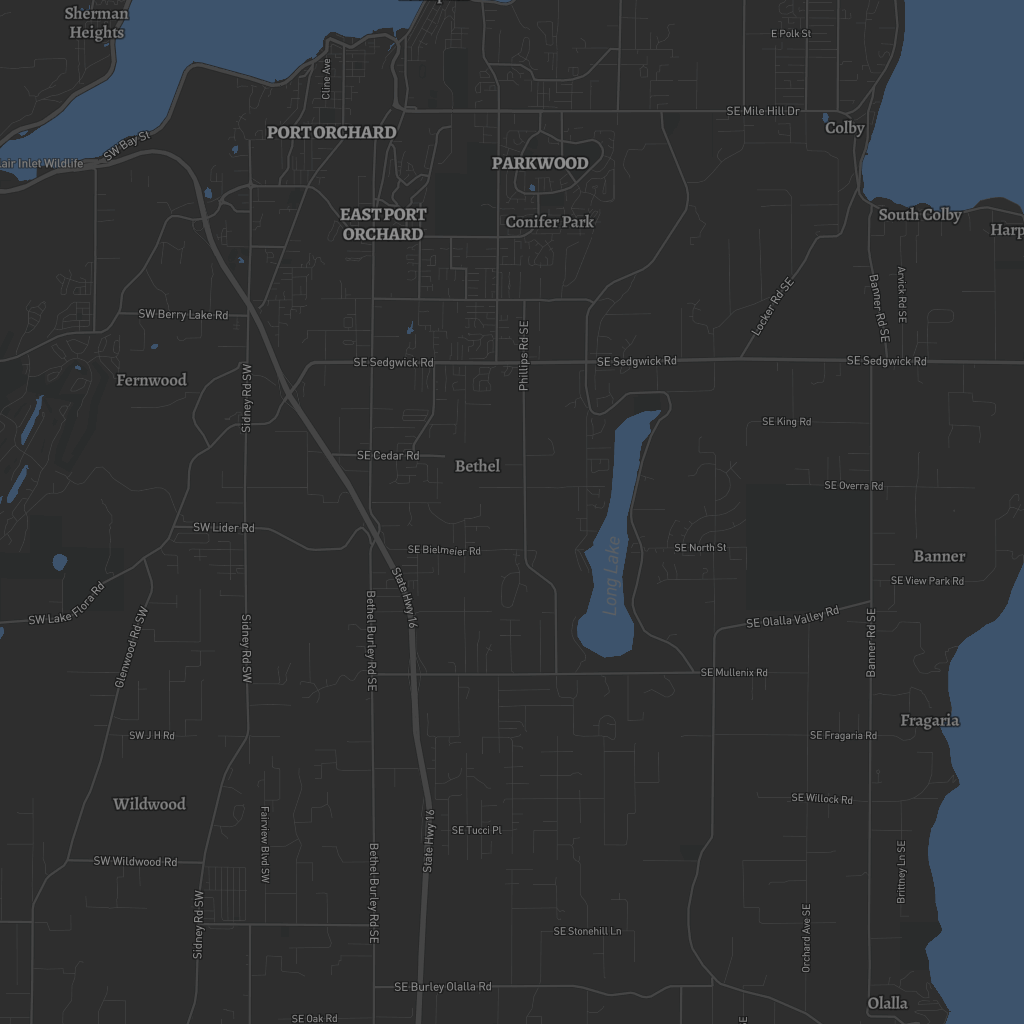 Sherman
Heights
E Polk St
Cline Ave
SE Mile Hill Dr
Colby
PORT ORCHARD
SW Bay St
air Inlet Wildlife
PARKWOOD
EAST PORT
ORCHARD
Conifer Park
South Colby
Harp
Arvick Rd SE
Banner Rd SE
Locker Rd SE
SW Berry Lake Rd
Phillips Rd SE
SE Sedgwick Rd
SE Sedgwick Rd
SE Sedgwick Rd
Fernwood
Sidney Rd SW
SE King Rd
SE Cedar Rd
Bethel
SE Overra Rd
SW Lider Rd
SE Bielmeier Rd
SE North St
Long Lake
Banner
SE View Park Rd
State Hwy 16
SW Lake Flora Rd
Glenwood Rd SW
Sidney Rd SW
Bethel Burley Rd SE
SE Olalla Valley Rd
Banner Rd SE
SE Mullenix Rd
Fragaria
SW J H Rd
SE Fragaria Rd
Wildwood
SE Willock Rd
Fairview Blvd SW
State Hwy 16
SE Tucci Pl
SW Wildwood Rd
Bethel Burley Rd SE
Brittney Ln SE
Sidney Rd SW
Orchard Ave SE
SE Stonehill Ln
SE Burley Olalla Rd
Olalla
SE Oak Rd
SE